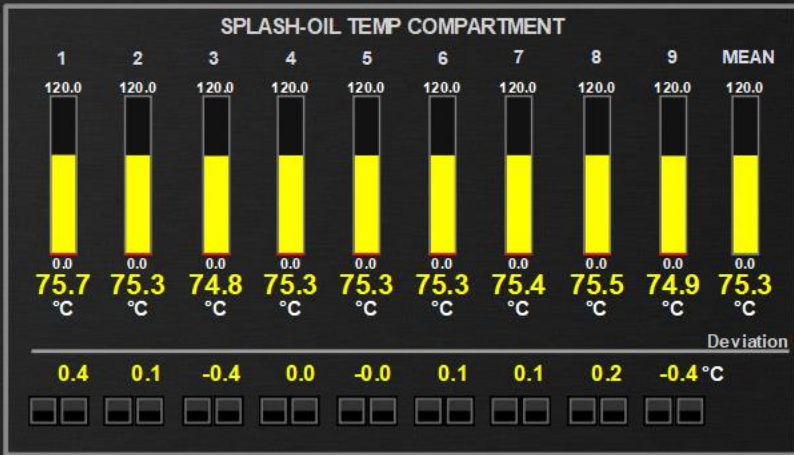 SPLASH-OIL TEMP COMPARTMENT
1 2 3 4 5 6 7 8 9 MEAN
120.0 120.0 120.0 120.0 120.0 120.0 120.0 120.0 120.0 120.0
0.0 0.0 0.0 0.0 0.0 0.0 0.0 0.0 0.0 0.0
75.7 75.3 74.8 75.3 75.3 75.3 75.4 75.5 74.9 75.3
°C °C °C °C °C °C °C °C °C °C
Deviation
0.4 0.1 -0.4 0.0 -0.0 0.1 0.1 0.2 -0.4 °C